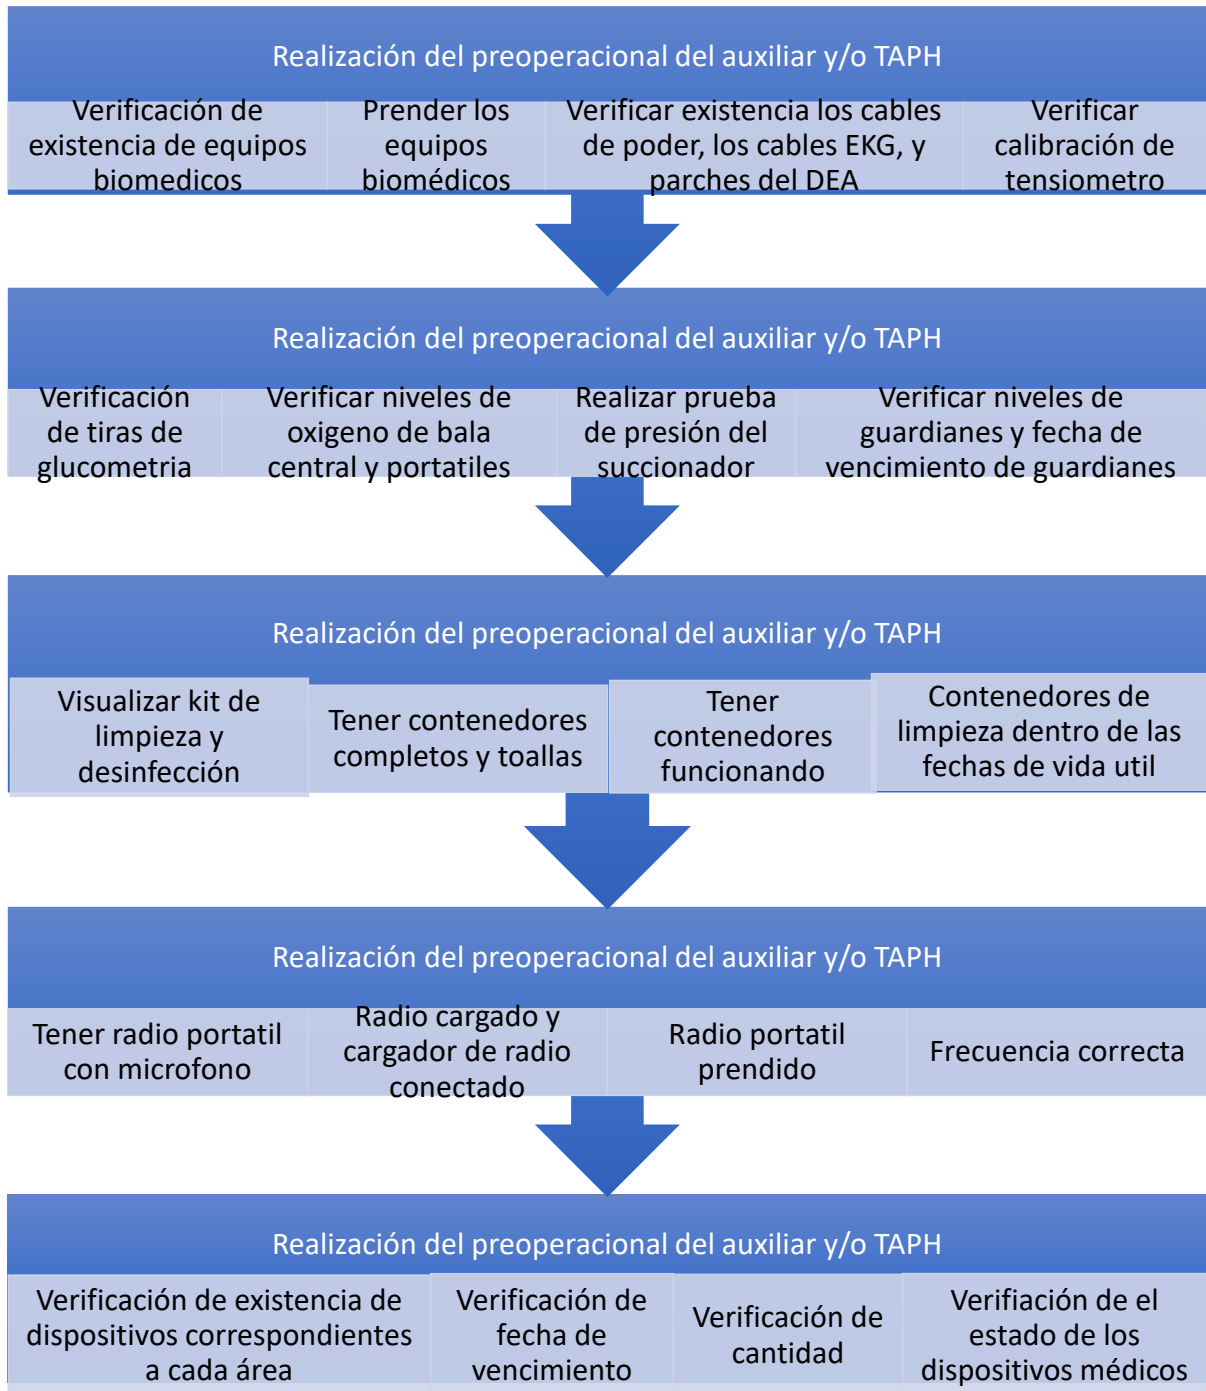 Realización del preoperacional del auxiliar y/o TAPH
Verificación de
existencia de equipos
biomedicos
Prender los
equipos
biomédicos
Verificar existencia los cables
de poder, los cables EKG, y
parches del DEA
Verificar
calibración de
tensiometro
Realización del preoperacional del auxiliar y/o TAPH
Verificación
de tiras de
glucometria
Verificar niveles de
oxigeno de bala
central y portatiles
Realizar prueba
de presión del
succionador
Verificar niveles de
guardianes y fecha de
vencimiento de guardianes
Realización del preoperacional del auxiliar y/o TAPH
Visualizar kit de
limpieza y
desinfección
Tener contenedores
completos y toallas
Tener
contenedores
funcionando
Contenedores de
limpieza dentro de las
fechas de vida util
Realización del preoperacional del auxiliar y/o TAPH
Tener radio portatil
con microfono
Radio cargado y
cargador de radio
conectado
Radio portatil
prendido
Frecuencia correcta
Realización del preoperacional del auxiliar y/o TAPH
Verificación de existencia de
dispositivos correspondientes
a cada área
Verificación de
fecha de
vencimiento
Verificación de
cantidad
Verifiación de el
estado de los
dispositivos médicos